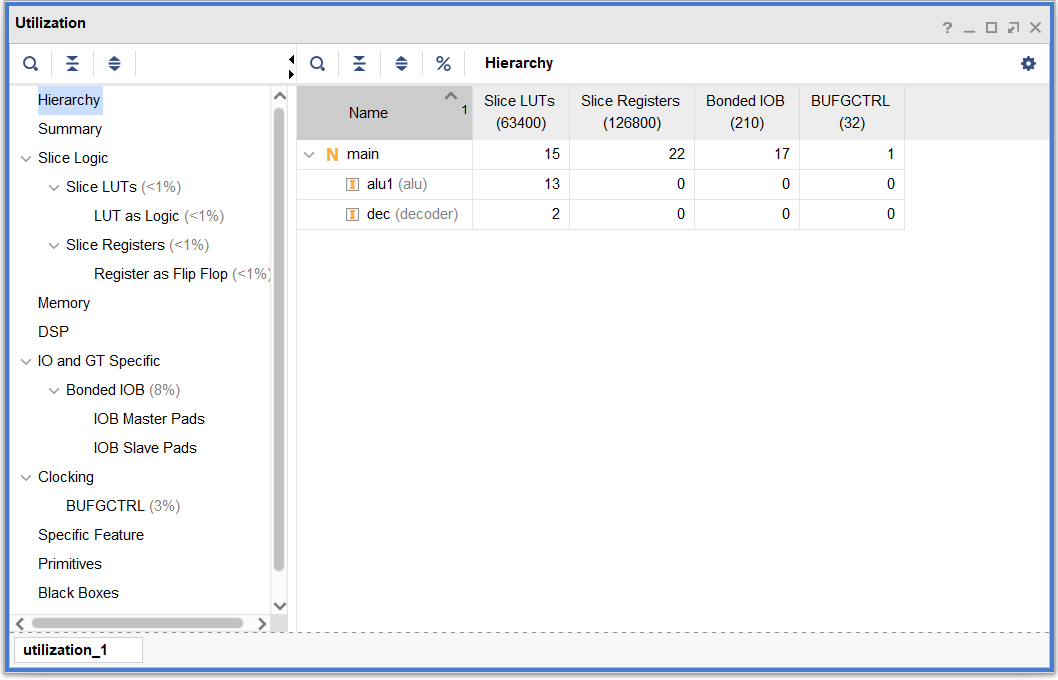 Utilization
Hierarchy
Summary
Slice Logic
Slice LUTs (<1%)
LUT as Logic (<1%)
Slice Registers (<1%)
Register as Flip Flop (<1%)
Memory
DSP
IO and GT Specific
Bonded IOB (8%)
IOB Master Pads
IOB Slave Pads
Clocking
BUFGCTRL (3%)
Specific Feature
Primitives
Black Boxes
% Hierarchy
Name 1 Slice LUTs (63400) Slice Registers (126800) Bonded IOB (210) BUFGCTRL (32)
N main 15 22 17 1
I alu1 (alu) 13 0 0 0
I dec (decoder) 2 0 0 0
utilization_1